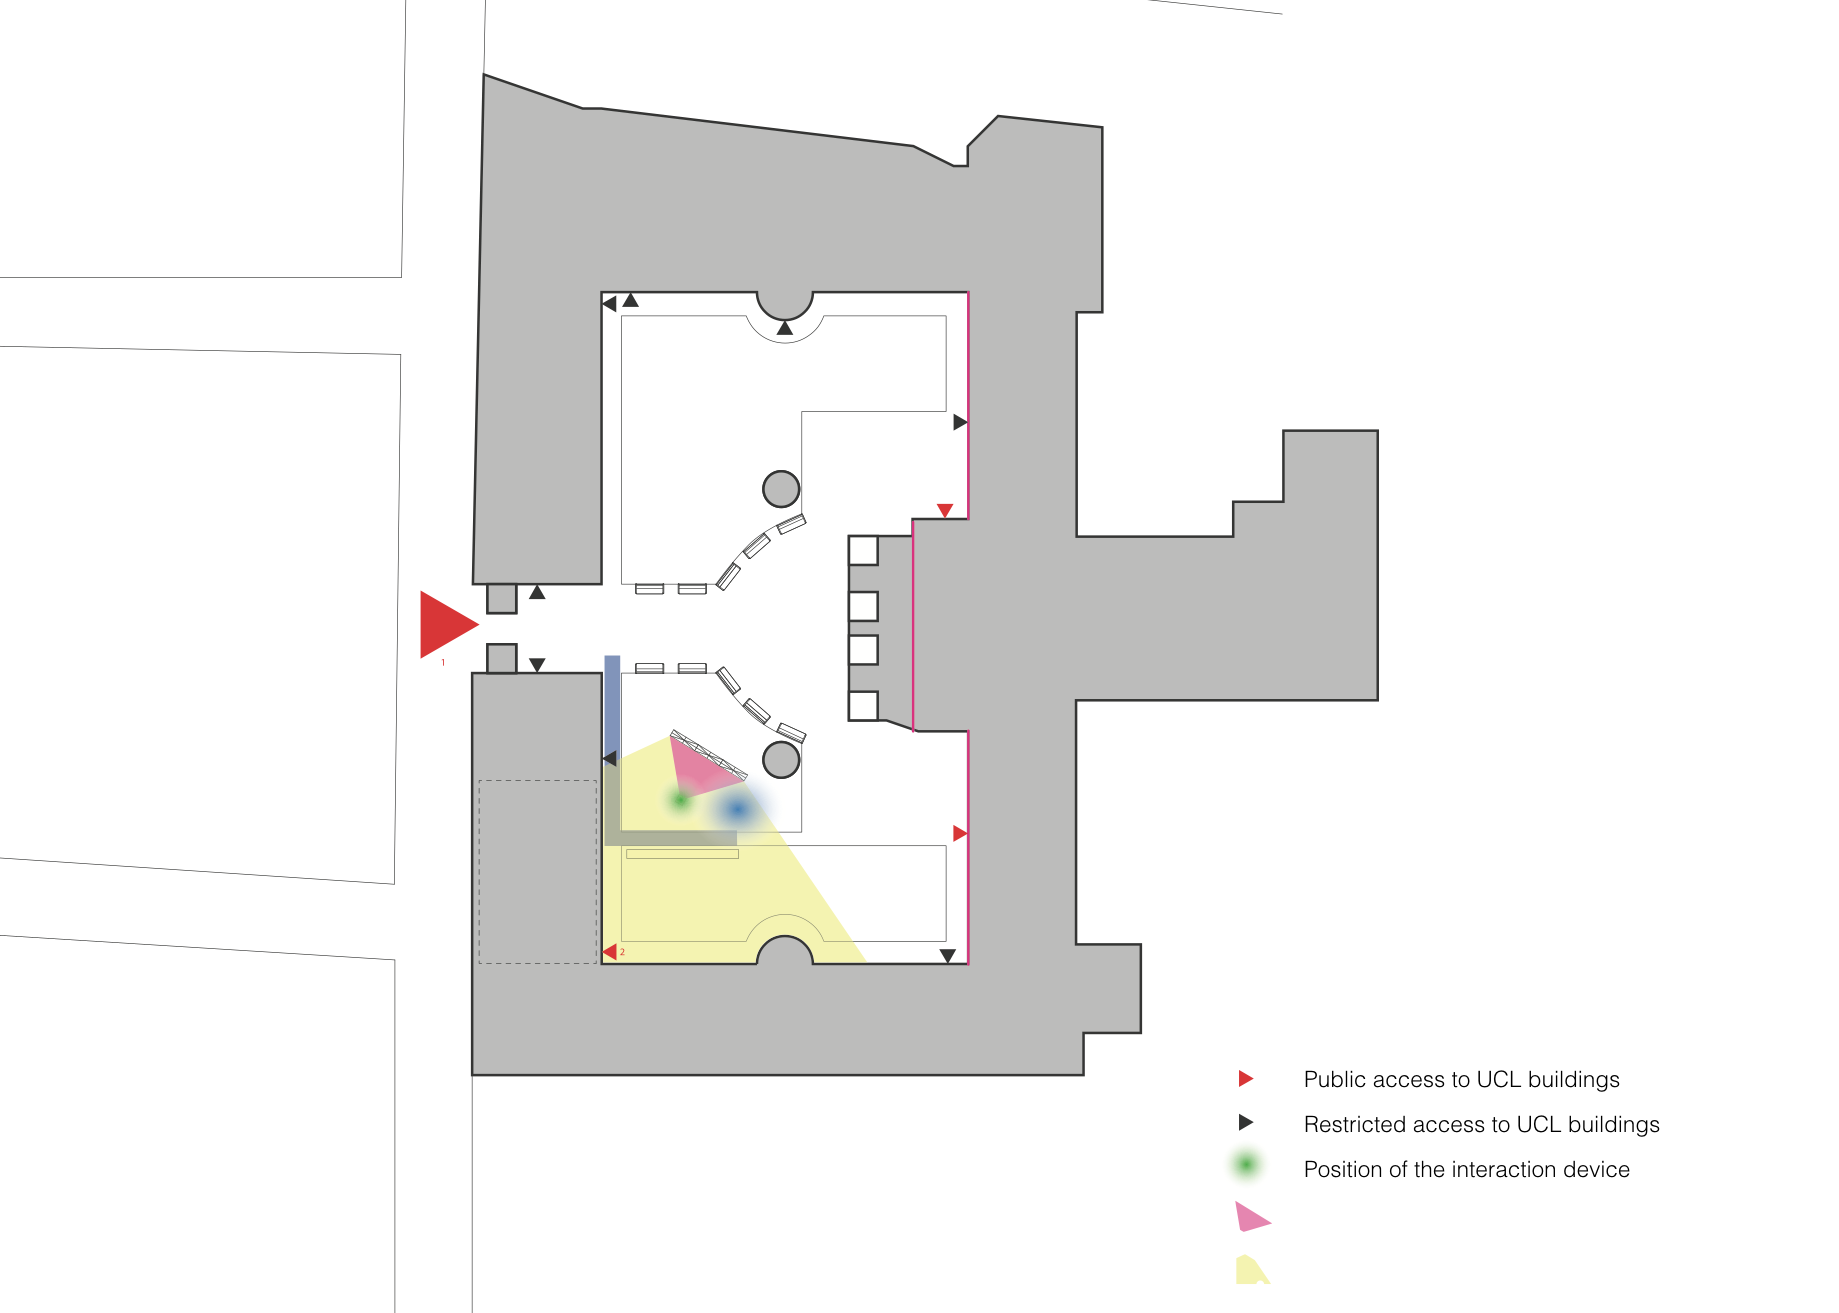 1
2
Public access to UCL buildings
Restricted access to UCL buildings
Position of the interaction device